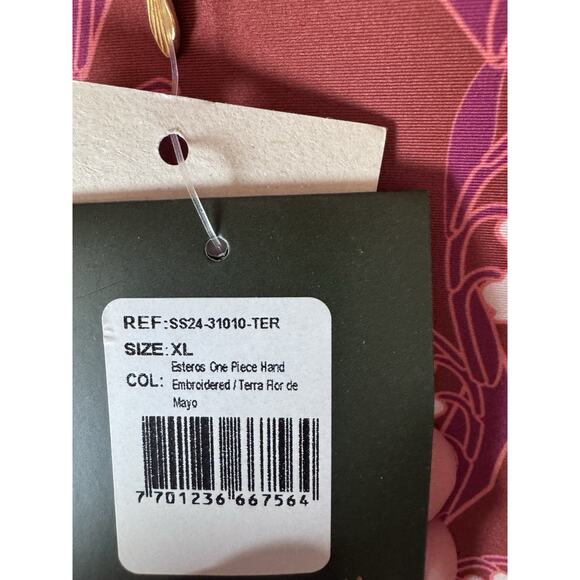 REF:SS24-31010-TER
SIZE:XL
COL: Esteros One Piece Hand
Embroidered / Terra Flor de
Mayo
7 701236 667564